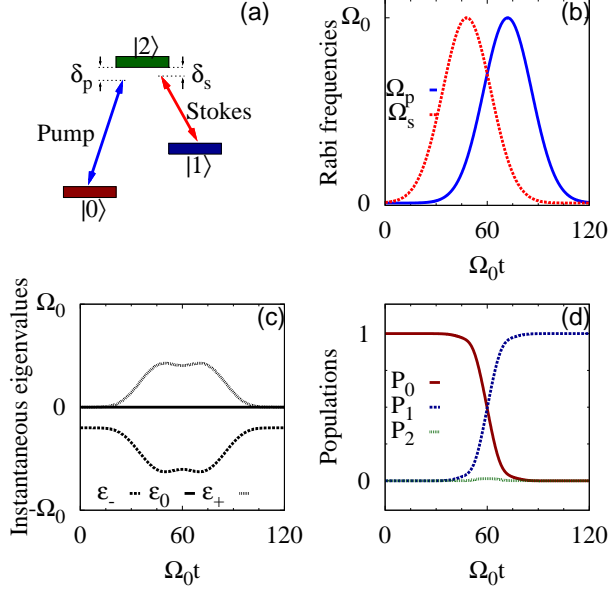 (a)
|2⟩
δp
δs
Pump
Stokes
|1⟩
|0⟩
(b)
Rabi frequencies
Ω0
Ωp
Ωs
0
0 60 120
Ω0t
(c)
Instantaneous eigenvalues
Ω0
0
-Ω0
ε- ε0 ε+
0 60 120
Ω0t
(d)
Populations
1
P0
P1
P2
0
0 60 120
Ω0t